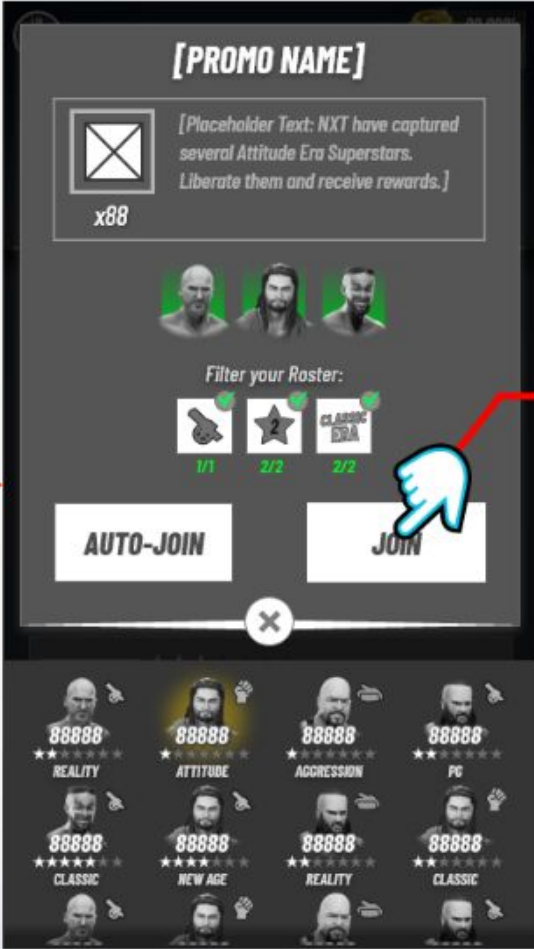 [PROMO NAME]
[Placeholder Text: NXT have captured
several Attitude Era Superstars.
Liberate them and receive rewards.]
x88
Filter your Roster:
2
CLASSIC
ERA
1/1
2/2
2/2
AUTO-JOIN
JOIN
88888
88888
88888
88888
REALITY
ATTITUDE
AGGRESSION
PG
88888
88888
88888
88888
CLASSIC
NEW AGE
REALITY
CLASSIC